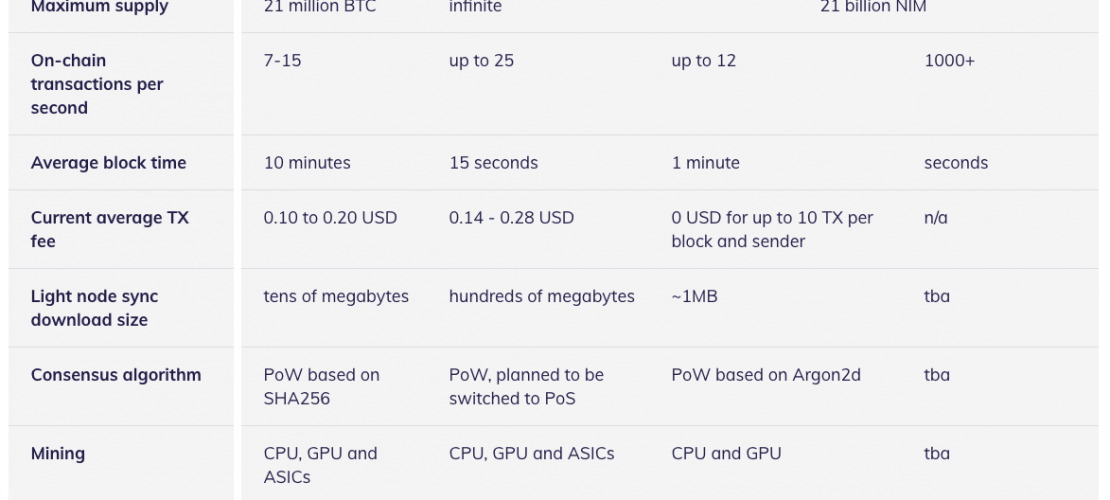 Maximum supply 21 million BTC infinite 21 billion NIM
On-chain 7-15 up to 25 up to 12 1000+
transactions per
second
Average block time 10 minutes 15 seconds 1 minute seconds
Current average TX 0.10 to 0.20 USD 0.14 - 0.28 USD 0 USD for up to 10 TX per n/a
fee block and sender
Light node sync tens of megabytes hundreds of megabytes ~1MB tba
download size
Consensus algorithm PoW based on PoW, planned to be PoW based on Argon2d tba
SHA256 switched to PoS
Mining CPU, GPU and CPU, GPU and ASICs CPU and GPU tba
ASICs